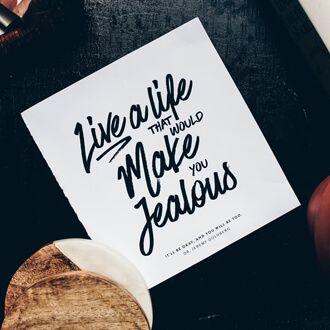 Live a life
THAT WOULD
Make
YOU
Jealous
IT'LL BE OKAY, AND YOU WILL BE TOO.
DR. JEREMY GOLDBERG